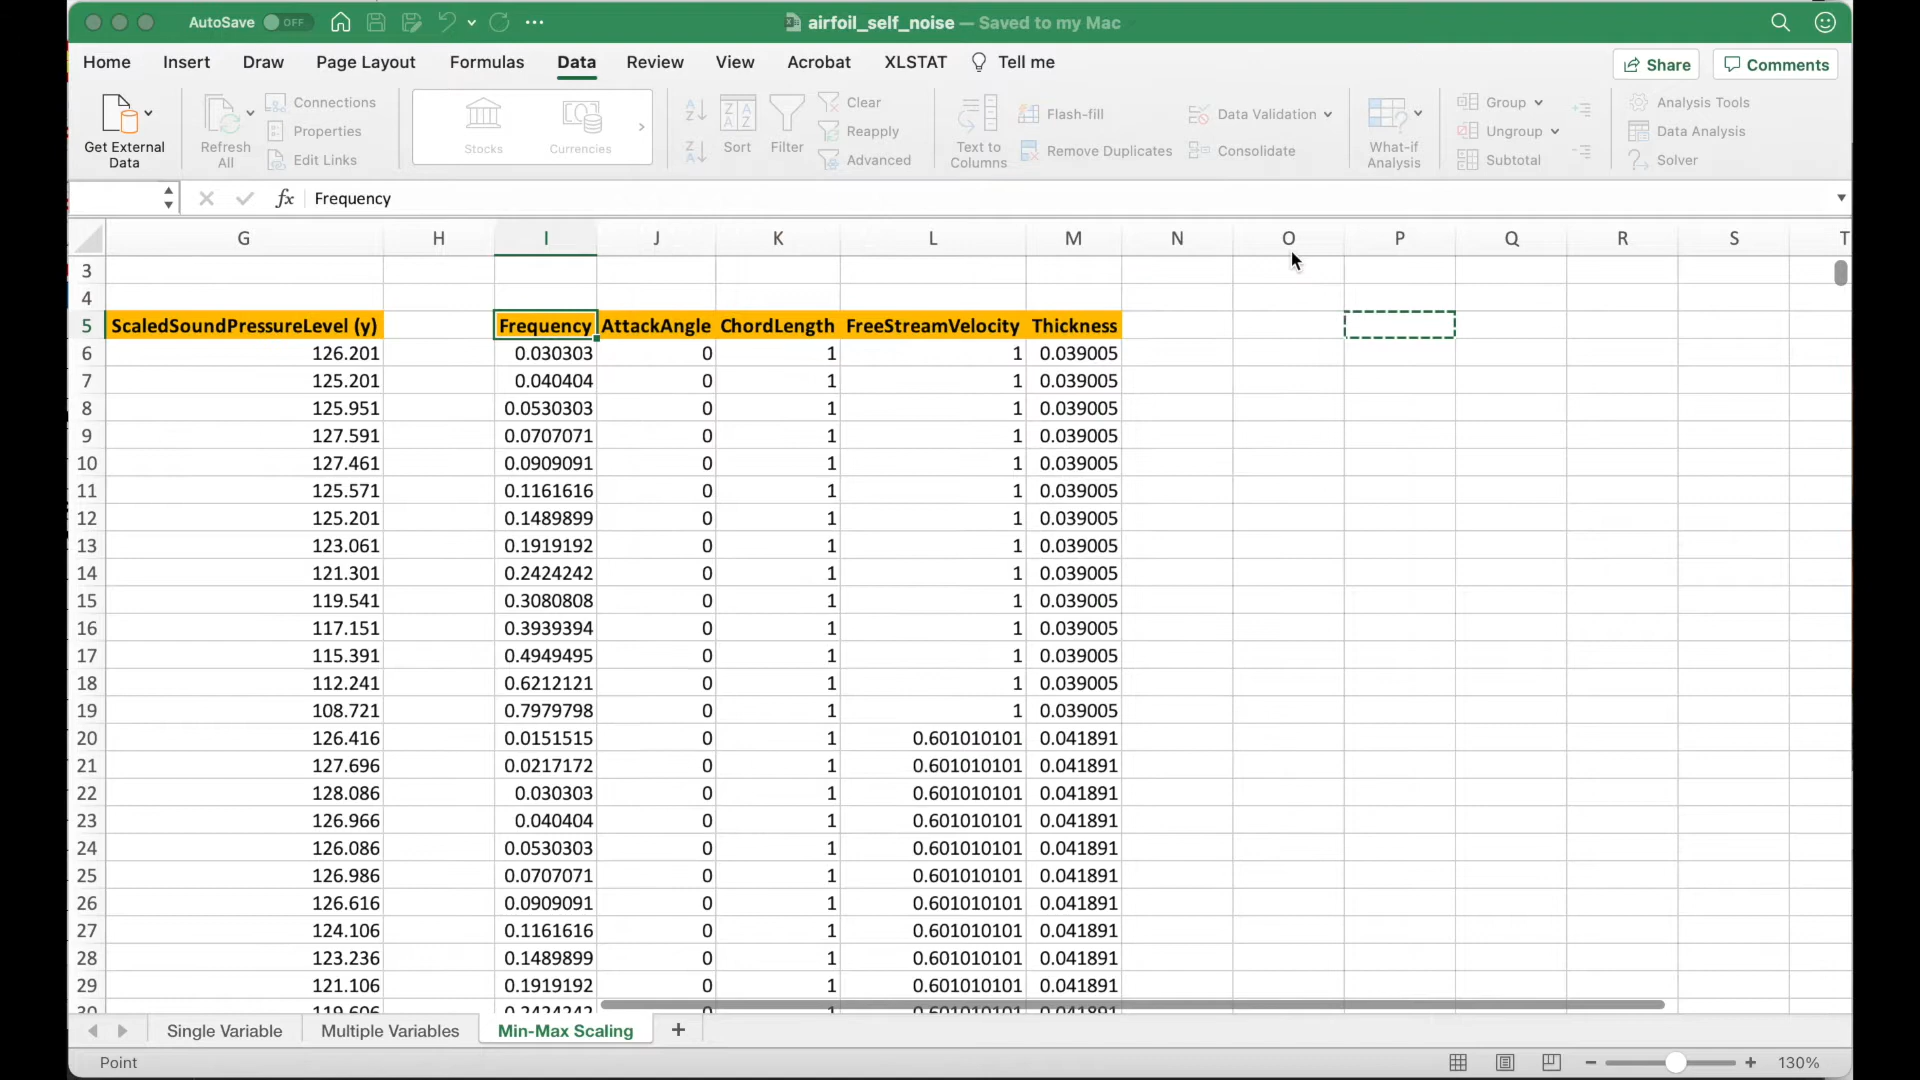 AutoSave OFF airfoil_self_noise — Saved to my Mac
Home Insert Draw Page Layout Formulas Data Review View Acrobat XLSTAT Tell me Share Comments
Get External Data
Refresh All
Connections
Properties
Edit Links
Stocks Currencies
Sort
Filter
Clear
Reapply
Advanced
Text to Columns
Flash-fill
Remove Duplicates
Data Validation
Consolidate
What-if Analysis
Group
Ungroup
Subtotal
Analysis Tools
Data Analysis
Solver
fx Frequency
G H I J K L M N O P Q R S T
3
4
5 ScaledSoundPressureLevel (y) Frequency AttackAngle ChordLength FreeStreamVelocity Thickness
6 126.201 0.030303 0 1 1 0.039005
7 125.201 0.040404 0 1 1 0.039005
8 125.951 0.0530303 0 1 1 0.039005
9 127.591 0.0707071 0 1 1 0.039005
10 127.461 0.0909091 0 1 1 0.039005
11 125.571 0.1161616 0 1 1 0.039005
12 125.201 0.1489899 0 1 1 0.039005
13 123.061 0.1919192 0 1 1 0.039005
14 121.301 0.2424242 0 1 1 0.039005
15 119.541 0.3080808 0 1 1 0.039005
16 117.151 0.3939394 0 1 1 0.039005
17 115.391 0.4949495 0 1 1 0.039005
18 112.241 0.6212121 0 1 1 0.039005
19 108.721 0.7979798 0 1 1 0.039005
20 126.416 0.0151515 0 1 0.601010101 0.041891
21 127.696 0.0217172 0 1 0.601010101 0.041891
22 128.086 0.030303 0 1 0.601010101 0.041891
23 126.966 0.040404 0 1 0.601010101 0.041891
24 126.086 0.0530303 0 1 0.601010101 0.041891
25 126.986 0.0707071 0 1 0.601010101 0.041891
26 126.616 0.0909091 0 1 0.601010101 0.041891
27 124.106 0.1161616 0 1 0.601010101 0.041891
28 123.236 0.1489899 0 1 0.601010101 0.041891
29 121.106 0.1919192 0 1 0.601010101 0.041891
Single Variable Multiple Variables Min-Max Scaling +
Point 130%